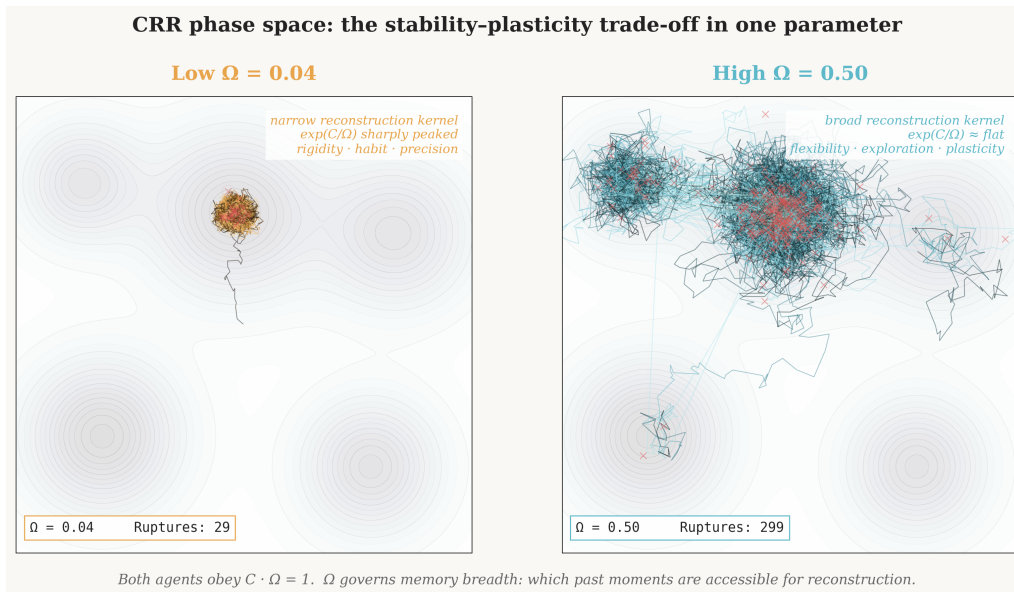 CRR phase space: the stability–plasticity trade-off in one parameter
Low Ω = 0.04
narrow reconstruction kernel
exp(C/Ω) sharply peaked
rigidity · habit · precision
Ω = 0.04 Ruptures: 29
High Ω = 0.50
broad reconstruction kernel
exp(C/Ω) ≈ flat
flexibility · exploration · plasticity
Ω = 0.50 Ruptures: 299
Both agents obey C · Ω = 1. Ω governs memory breadth: which past moments are accessible for reconstruction.